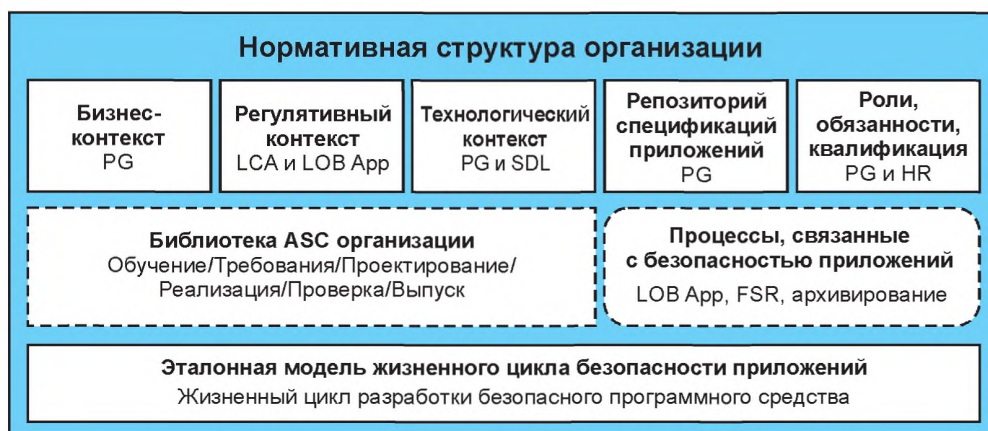 Нормативная структура организации
Бизнес-
контекст
PG
Регулятивный
контекст
LCA и LOB App
Технологический
контекст
PG и SDL
Репозиторий
спецификаций
приложений
PG
Роли,
обязанности,
квалификация
PG и HR
Библиотека ASC организации
Обучение/Требования/Проектирование/
Реализация/Проверка/Выпуск
Процессы, связанные
с безопасностью приложений
LOB App, FSR, архивирование
Эталонная модель жизненного цикла безопасности приложений
Жизненный цикл разработки безопасного программного средства